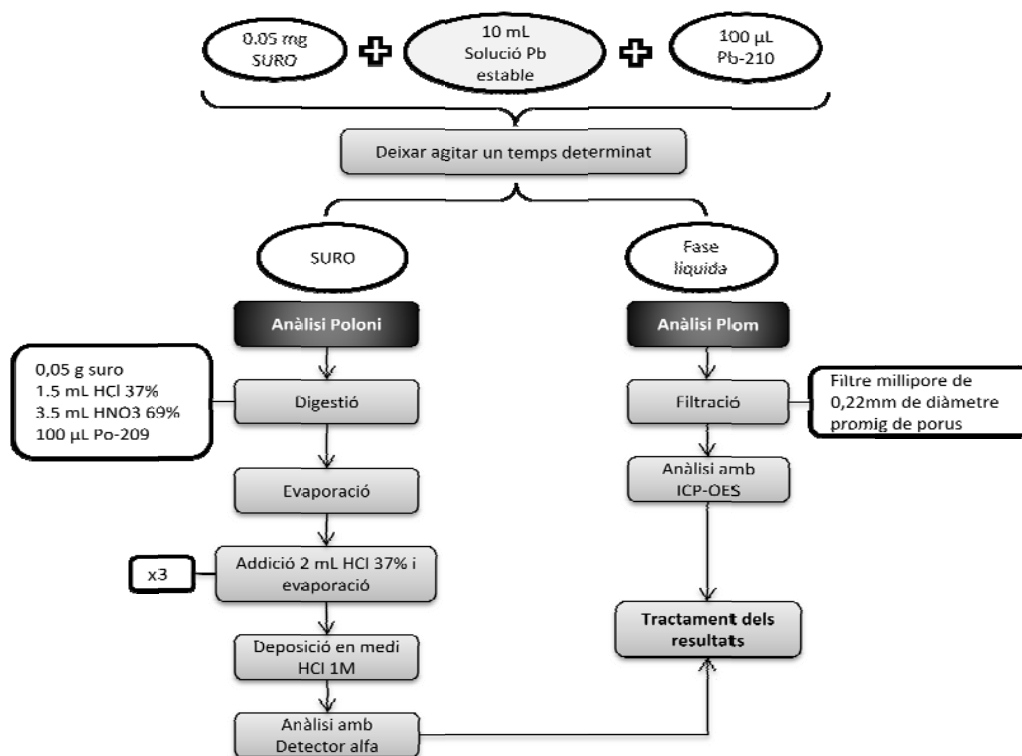 0.05 mg
SURO
10 mL
Solució Pb
estable
100 µL
Pb-210
Deixar agitar un temps determinat
SURO
Fase
líquida
Anàlisi Poloni
Anàlisi Plom
0,05 g suro
1.5 mL HCl 37%
3.5 mL HNO3 69%
100 µL Po-209
Digestió
Filtració
Filtre millipore de
0,22mm de diàmetre
promig de porus
Evaporació
Anàlisi amb
ICP-OES
x3
Addició 2 mL HCl 37% i
evaporació
Tractament dels
resultats
Deposició en medi
HCl 1M
Anàlisi amb
Detector alfa